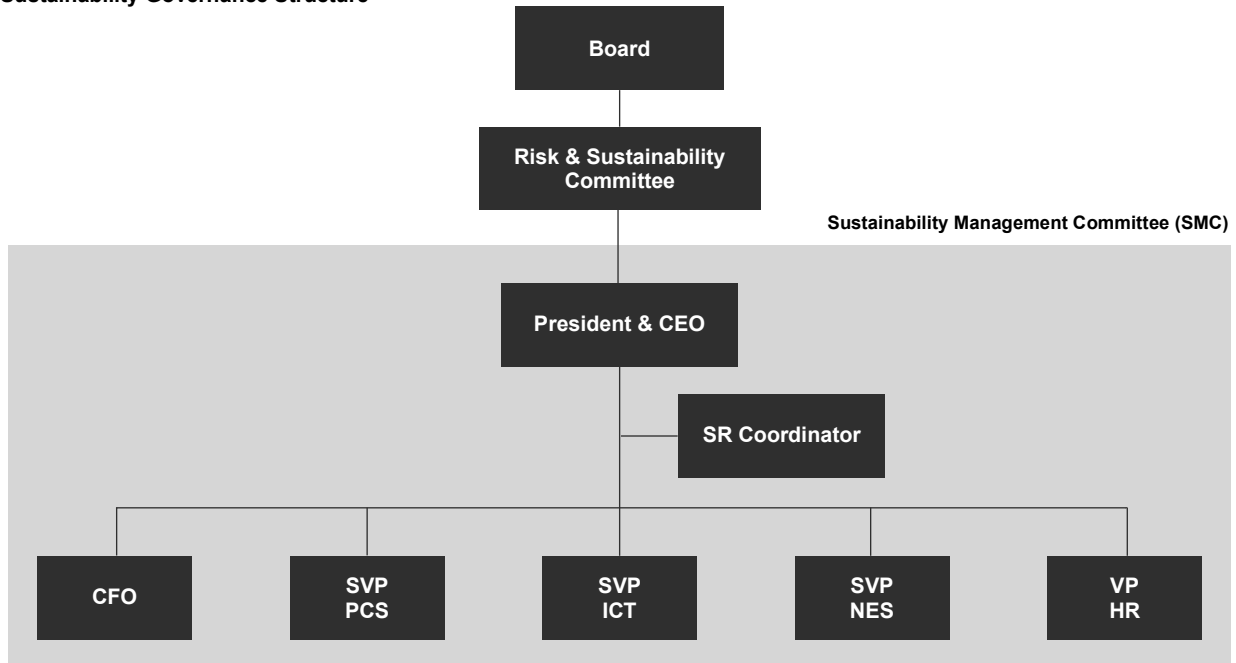 Sustainability Governance Structure
Board
Risk & Sustainability
Committee
Sustainability Management Committee (SMC)
President & CEO
SR Coordinator
CFO
SVP
PCS
SVP
ICT
SVP
NES
VP
HR